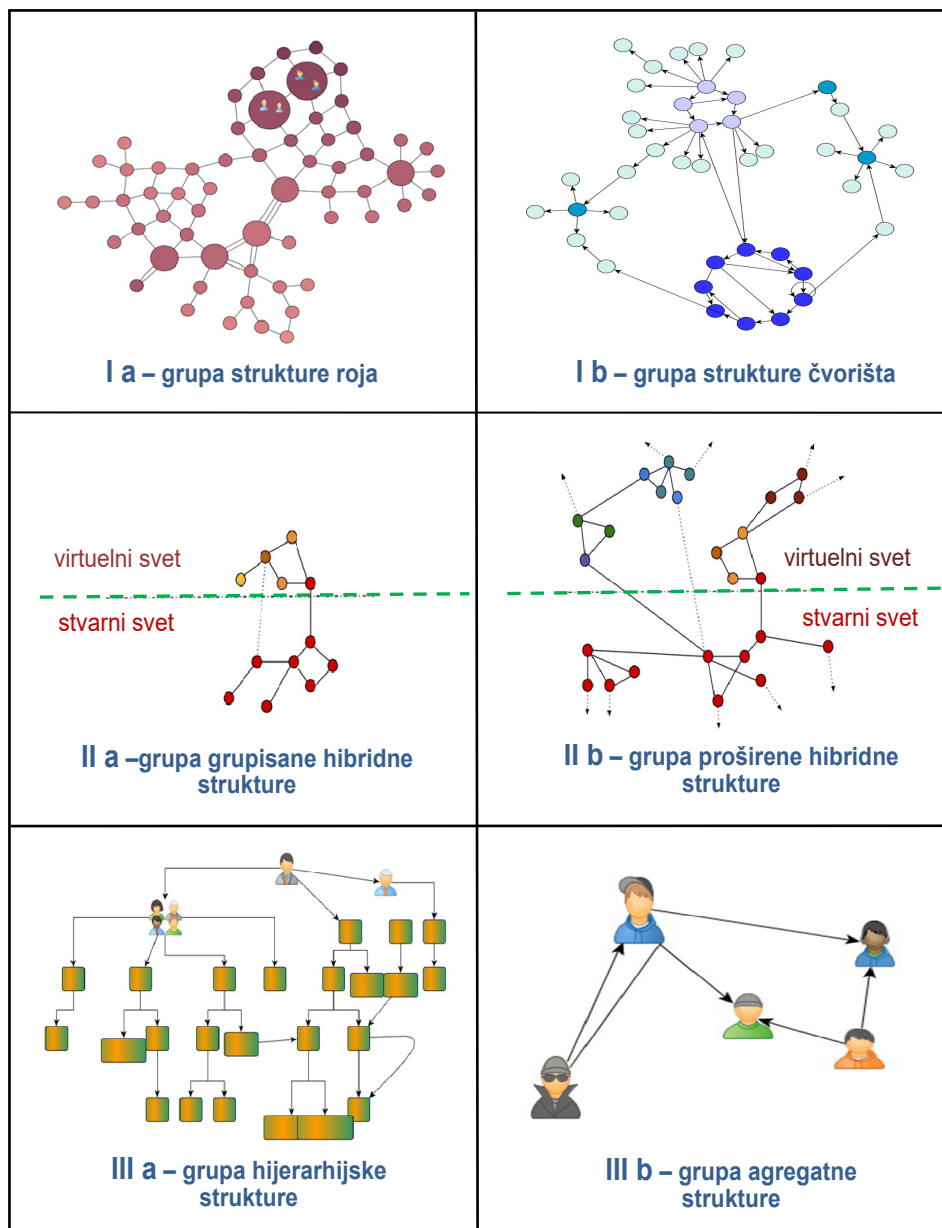 I a – grupa strukture roja
I b – grupa strukture čvorišta
virtuelni svet
stvarni svet
II a –grupa grupisane hibridne
strukture
virtuelni svet
stvarni svet
II b – grupa proširene hibridne
strukture
III a – grupa hijerarhijske
strukture
III b – grupa agregatne
strukture